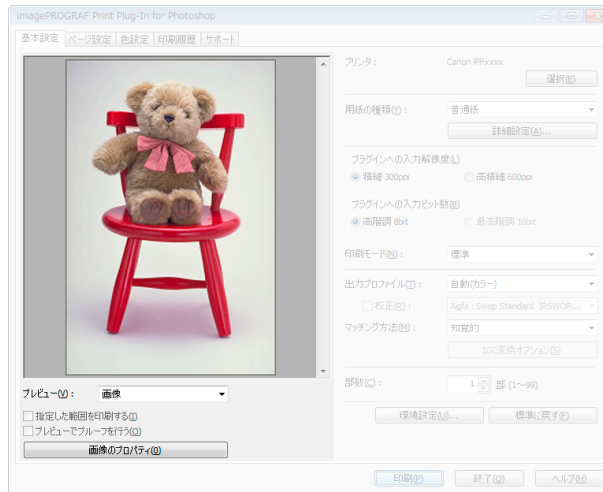 imagePROGRAF Print Plug-In for Photoshop
基本設定 ページ設定 色設定 印刷履歴 サポート
プリンタ： Canon iPFxxxx
選択(E)
用紙の種類(Y)： 普通紙
詳細設定(A)...
プラグインへの入力解像度(L)
精細 300ppi 高精細 600ppi
プラグインへの入力ビット数(B)
高階調 8bit 最高階調 16bit
印刷モード(N)： 標準
出力プロファイル(T)： 自動(カラー)
校正(R)： Agfa : Swop Standard [RSWOP...
マッチング方法(M)： 知覚的
ICC変換オプション(S)
部数(C)： 1 部 (1～99)
環境設定(U)... 標準に戻す(F)
プレビュー(V)： 画像
指定した範囲を印刷する(I)
プレビューでプルーフを行う(O)
画像のプロパティ(0)
印刷(P) 終了(Q) ヘルプ(H)